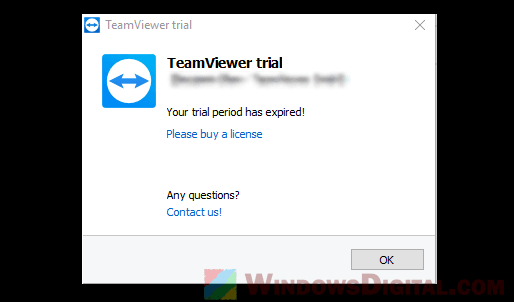 TeamViewer trial
TeamViewer trial
Your trial period has expired!
Please buy a license
Any questions?
Contact us!
OK
WindowsDigital.com